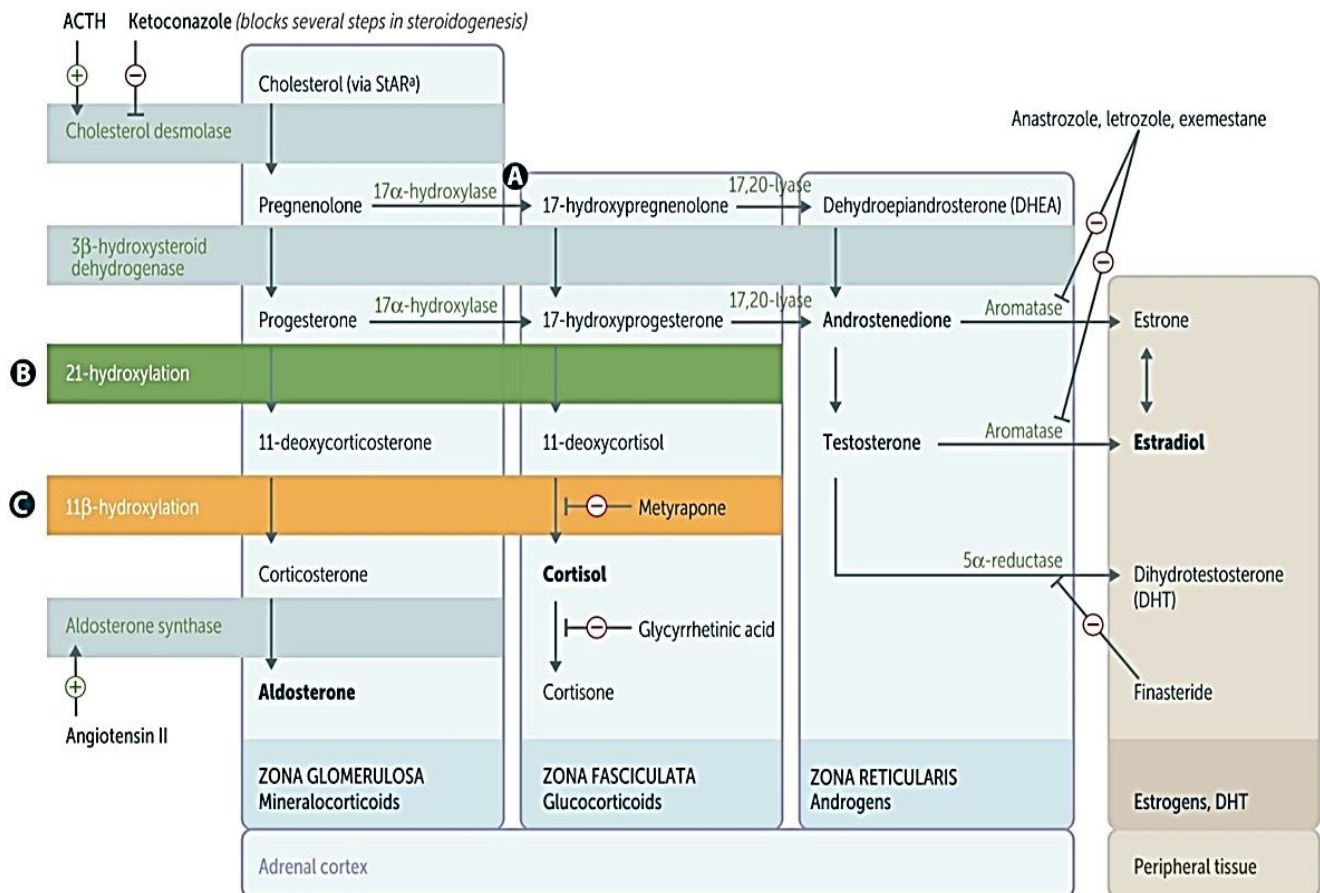 ACTH
Ketoconazole (blocks several steps in steroidogenesis)
+
−
Cholesterol (via StARª)
Cholesterol desmolase
Anastrozole, letrozole, exemestane
A
17α-hydroxylase
17,20-lyase
Pregnenolone
17-hydroxypregnenolone
Dehydroepiandrosterone (DHEA)
−
3β-hydroxysteroid
dehydrogenase
−
17α-hydroxylase
17,20-lyase
Aromatase
Progesterone
17-hydroxyprogesterone
Androstenedione
Estrone
B
21-hydroxylation
11-deoxycorticosterone
11-deoxycortisol
Testosterone
Aromatase
Estradiol
C
11β-hydroxylation
−
Metyrapone
5α-reductase
Corticosterone
Cortisol
Dihydrotestosterone
(DHT)
Aldosterone synthase
−
Glycyrrhetinic acid
−
+
Aldosterone
Cortisone
Finasteride
Angiotensin II
ZONA GLOMERULOSA
Mineralocorticoids
ZONA FASCICULATA
Glucocorticoids
ZONA RETICULARIS
Androgens
Estrogens, DHT
Adrenal cortex
Peripheral tissue